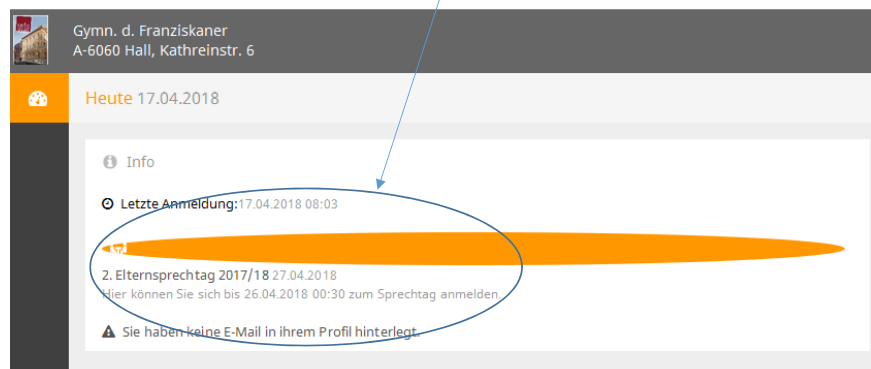 Gymn. d. Franziskaner
A-6060 Hall, Kathreinstr. 6
Heute 17.04.2018
Info
Letzte Anmeldung:17.04.2018 08:03
2. Elternsprechtag 2017/18 27.04.2018
Hier können Sie sich bis 26.04.2018 00:30 zum Sprechtag anmelden.
Sie haben keine E-Mail in ihrem Profil hinterlegt.